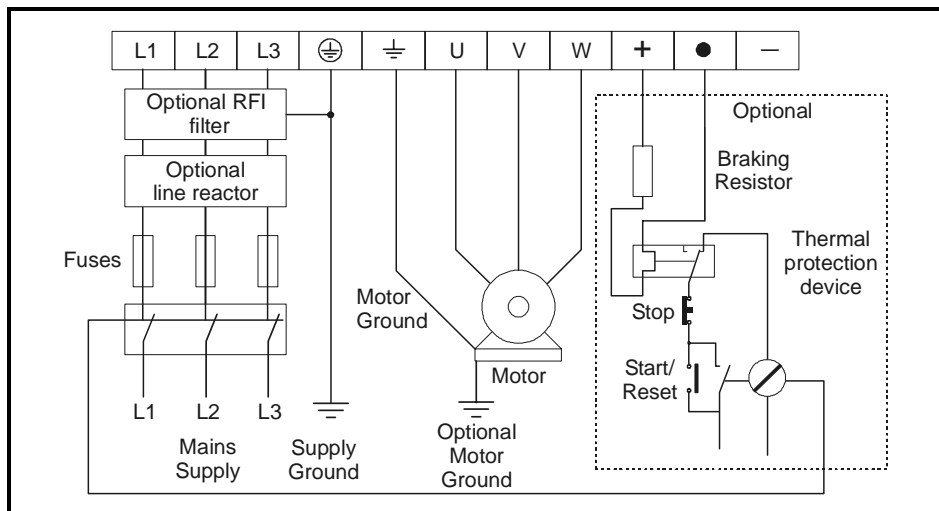 L1 L2 L3 ⏚ U V W + ● —
Optional RFI
filter
Optional
line reactor
Fuses
L1 L2 L3
Mains
Supply
Supply
Ground
Motor
Ground
Motor
Optional
Motor
Ground
Optional
Braking
Resistor
Thermal
protection
device
Stop
Start/
Reset